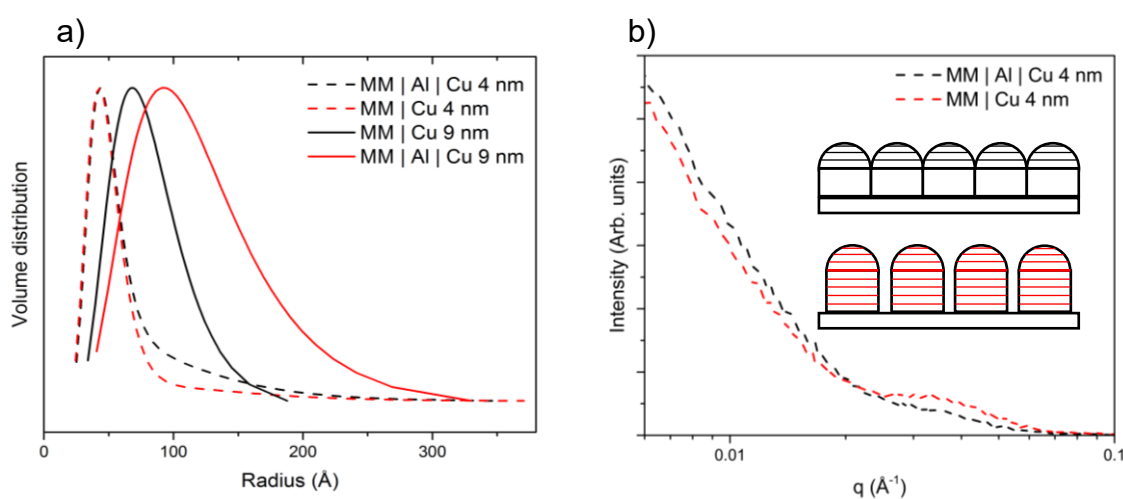 a)
MM | Al | Cu 4 nm
MM | Cu 4 nm
MM | Cu 9 nm
MM | Al | Cu 9 nm
Volume distribution
0
100
200
300
Radius (Å)
b)
MM | Al | Cu 4 nm
MM | Cu 4 nm
Intensity (Arb. units)
0.01
0.1
q (Å⁻¹)